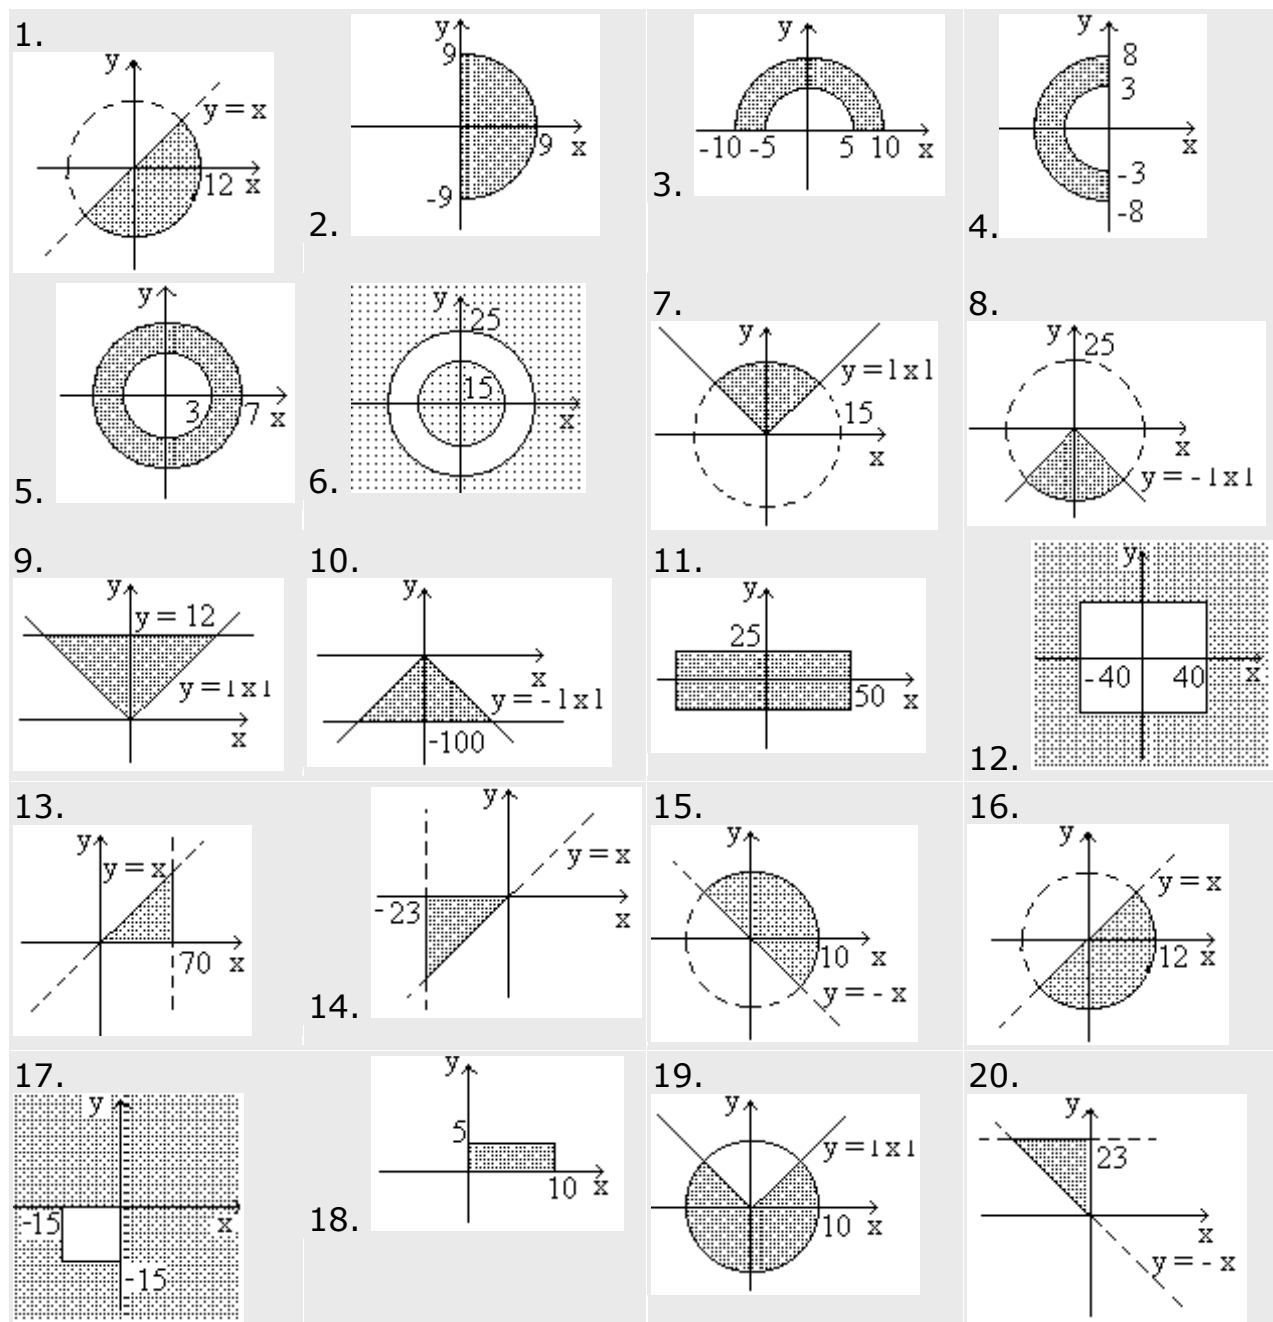 1.
y
y = x
12 x
2.
y
9
9 x
-9
3.
y
-10 -5 5 10 x
4.
y
8
3
x
-3
-8
5.
y
3 7 x
6.
y
25
15
x
7.
y
y = l x l
15
x
8.
y
25
x
y = - l x l
9.
y
y = 12
y = l x l
x
10.
y
x
y = - l x l
-100
11.
y
25
50 x
12.
y
-40 40 x
13.
y
y = x
70 x
14.
y
y = x
-23 x
15.
y
10 x
y = - x
16.
y
y = x
12 x
17.
y
-15 x
-15
18.
y
5
10 x
19.
y
y = l x l
10 x
20.
y
23
x
y = - x